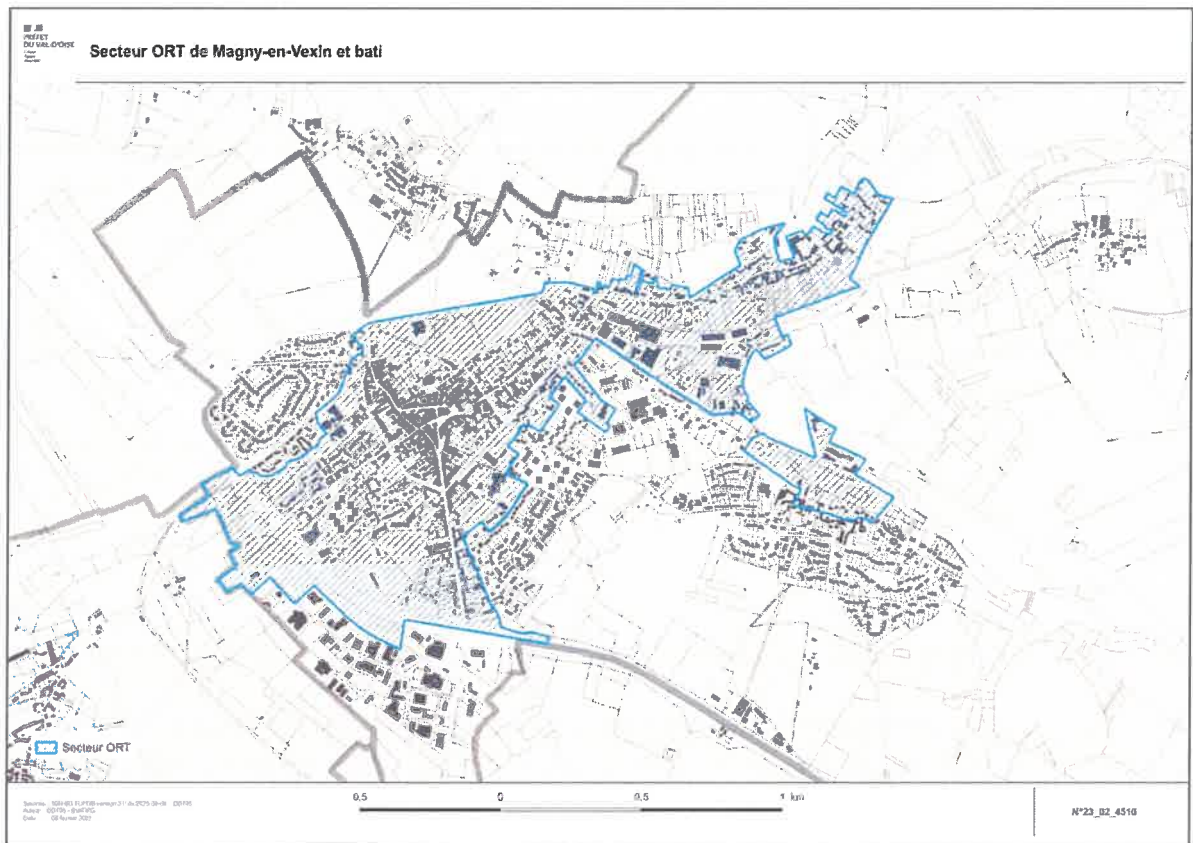 PRÉFET
DU VAL-D'OISE
Secteur ORT de Magny-en-Vexin et bati
Secteur ORT
0,5 0 0,5 1 km
N°23_02_4516